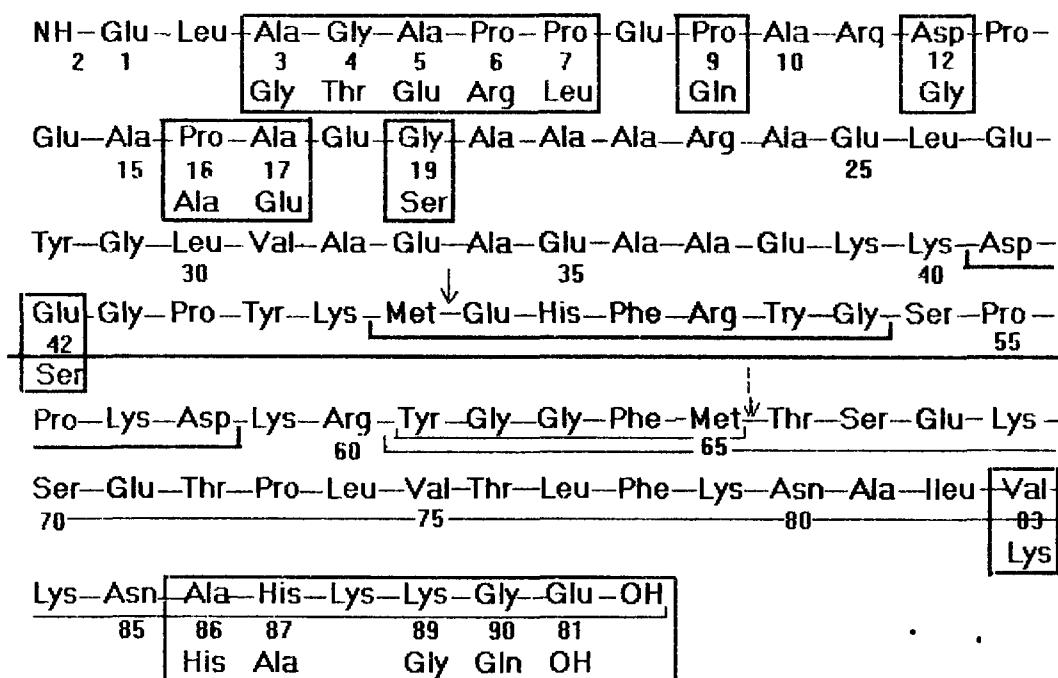 NH–Glu–Leu–Ala–Gly–Ala–Pro–Pro–Glu–Pro–Ala–Arg–Asp–Pro–
2 1 3 4 5 6 7 9 10 12
Gly Thr Glu Arg Leu Gln Gly
Glu–Ala–Pro–Ala–Glu–Gly–Ala–Ala–Ala–Arg–Ala–Glu–Leu–Glu–
15 16 17 19 25
Ala Glu Ser
Tyr–Gly–Leu–Val–Ala–Glu–Ala–Glu–Ala–Ala–Glu–Lys–Lys–Asp–
30 35 40
Glu–Gly–Pro–Tyr–Lys–Met–Glu–His–Phe–Arg–Try–Gly–Ser–Pro–
42 55
Ser
Pro–Lys–Asp–Lys–Arg–Tyr–Gly–Gly–Phe–Met–Thr–Ser–Glu–Lys–
60 65
Ser–Glu–Thr–Pro–Leu–Val–Thr–Leu–Phe–Lys–Asn–Ala–Ileu–Val
70 75 80 83
Lys
Lys–Asn–Ala–His–Lys–Lys–Gly–Glu–OH
85 86 87 89 90 81
His Ala Gly Gln OH